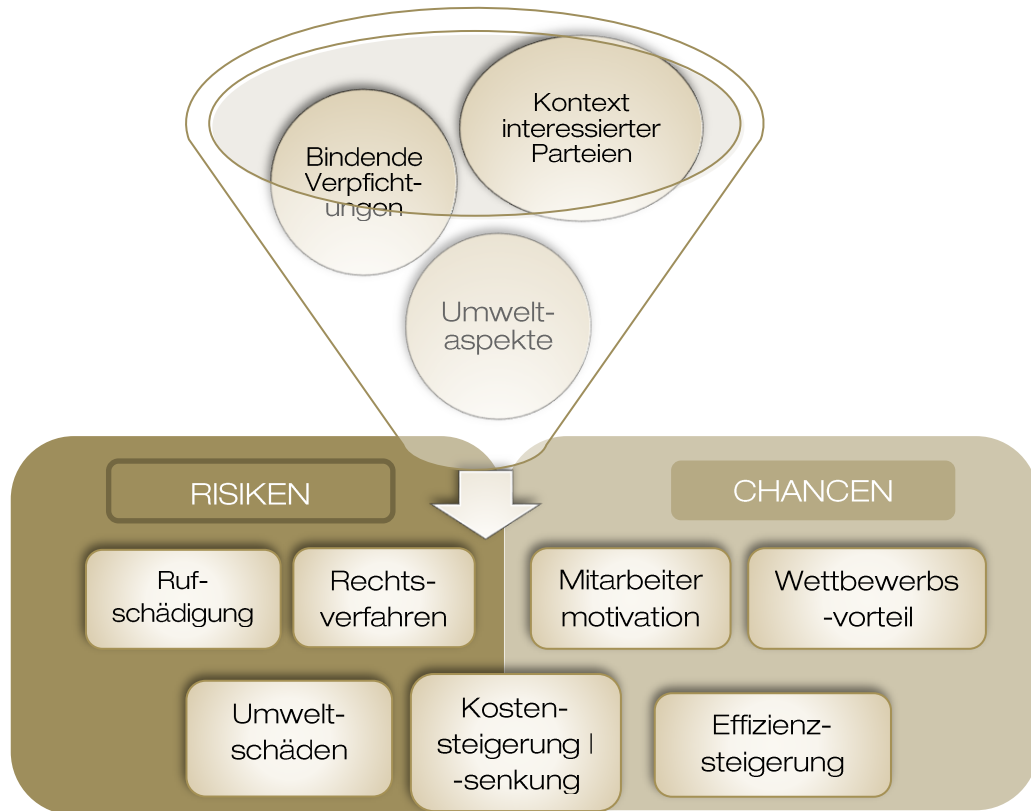 Kontext
interessierter
Parteien
Bindende
Verpficht-
ungen
Umwelt-
aspekte
RISIKEN
CHANCEN
Ruf-
schädigung
Rechts-
verfahren
Mitarbeiter
motivation
Wettbewerbs
-vorteil
Umwelt-
schäden
Kosten-
steigerung |
-senkung
Effizienz-
steigerung